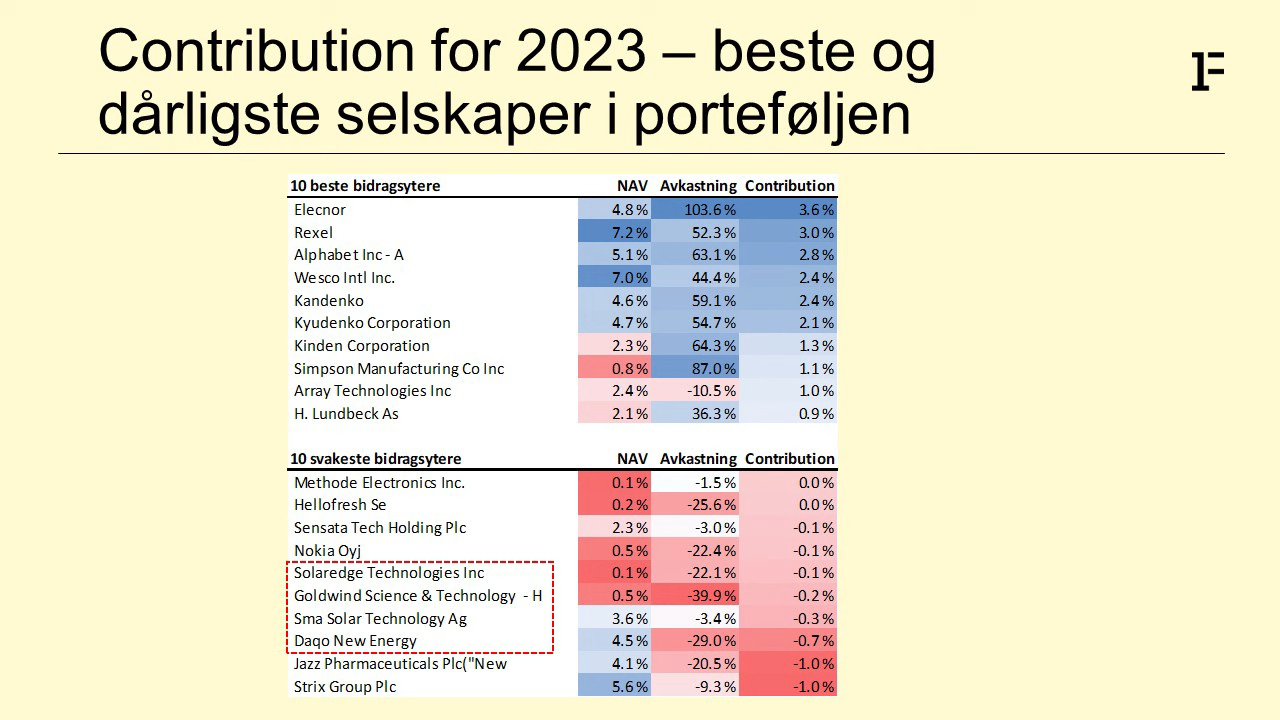 Contribution for 2023 – beste og
dårligste selskaper i porteføljen
1F
10 beste bidragsytere NAV Avkastning Contribution
Elecnor 4.8 % 103.6 % 3.6 %
Rexel 7.2 % 52.3 % 3.0 %
Alphabet Inc - A 5.1 % 63.1 % 2.8 %
Wesco Intl Inc. 7.0 % 44.4 % 2.4 %
Kandenko 4.6 % 59.1 % 2.4 %
Kyudenko Corporation 4.7 % 54.7 % 2.1 %
Kinden Corporation 2.3 % 64.3 % 1.3 %
Simpson Manufacturing Co Inc 0.8 % 87.0 % 1.1 %
Array Technologies Inc 2.4 % -10.5 % 1.0 %
H. Lundbeck As 2.1 % 36.3 % 0.9 %
10 svakeste bidragsytere NAV Avkastning Contribution
Methode Electronics Inc. 0.1 % -1.5 % 0.0 %
Hellofresh Se 0.2 % -25.6 % 0.0 %
Sensata Tech Holding Plc 2.3 % -3.0 % -0.1 %
Nokia Oyj 0.5 % -22.4 % -0.1 %
Solaredge Technologies Inc 0.1 % -22.1 % -0.1 %
Goldwind Science & Technology - H 0.5 % -39.9 % -0.2 %
Sma Solar Technology Ag 3.6 % -3.4 % -0.3 %
Daqo New Energy 4.5 % -29.0 % -0.7 %
Jazz Pharmaceuticals Plc("New 4.1 % -20.5 % -1.0 %
Strix Group Plc 5.6 % -9.3 % -1.0 %